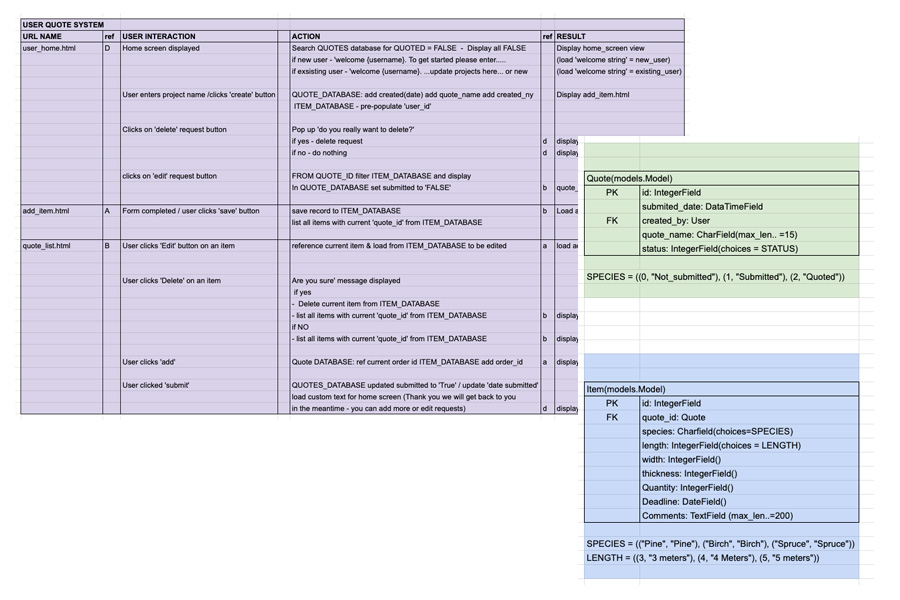 USER QUOTE SYSTEM
URL NAME ref USER INTERACTION ACTION ref RESULT
user_home.html D Home screen displayed Search QUOTES database for QUOTED = FALSE - Display all FALSE Display home_screen view
if new user - 'welcome {username}. To get started please enter..... (load 'welcome string' = new_user)
if exsisting user - 'welcome {username}. ...update projects here... or new (load 'welcome string' = existing_user)
User enters project name /clicks 'create' button QUOTE_DATABASE: add created(date) add quote_name add created_ny Display add_item.html
ITEM_DATABASE - pre-populate 'user_id'
Clicks on 'delete' request button Pop up 'do you really want to delete?'
if yes - delete request d display
if no - do nothing d display
clicks on 'edit' request button FROM QUOTE_ID filter ITEM_DATABASE and display
In QUOTE_DATABASE set submitted to 'FALSE' b quote_
add_item.html A Form completed / user clicks 'save' button save record to ITEM_DATABASE b Load a
list all items with current 'quote_id' from ITEM_DATABASE
quote_list.html B User clicks 'Edit' button on an item reference current item & load from ITEM_DATABASE to be edited a load a
User clicks 'Delete' on an item Are you sure' message displayed
if yes
- Delete current item from ITEM_DATABASE
- list all items with current 'quote_id' from ITEM_DATABASE b display
if NO
- list all items with current 'quote_id' from ITEM_DATABASE b display
User clicks 'add' Quote DATABASE: ref current order id ITEM_DATABASE add order_id a display
User clicked 'submit' QUOTES_DATABASE updated submitted to 'True' / update 'date submitted'
load custom text for home screen (Thank you we will get back to you
in the meantime - you can add more or edit requests) d display
Quote(models.Model)
PK id: IntegerField
submited_date: DataTimeField
FK created_by: User
quote_name: CharField(max_len.. =15)
status: IntegerField(choices = STATUS)
SPECIES = ((0, "Not_submitted"), (1, "Submitted"), (2, "Quoted"))
Item(models.Model)
PK id: IntegerField
FK quote_id: Quote
species: Charfield(choices=SPECIES)
length: IntegerField(choices = LENGTH)
width: IntegerField()
thickness: IntegerField()
Quantity: IntegerField()
Deadline: DateField()
Comments: TextField (max_len..=200)
SPECIES = (("Pine", "Pine"), ("Birch", "Birch"), ("Spruce", "Spruce"))
LENGTH = ((3, "3 meters"), (4, "4 Meters"), (5, "5 meters"))